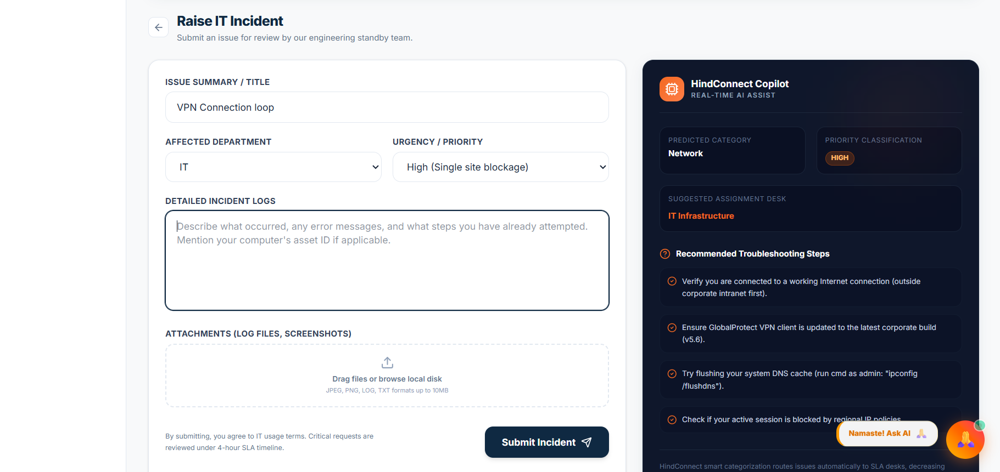 Raise IT Incident
Submit an issue for review by our engineering standby team.
ISSUE SUMMARY / TITLE
VPN Connection loop
AFFECTED DEPARTMENT
URGENCY / PRIORITY
IT
High (Single site blockage)
DETAILED INCIDENT LOGS
Describe what occurred, any error messages, and what steps you have already attempted.
Mention your computer's asset ID if applicable.
ATTACHMENTS (LOG FILES, SCREENSHOTS)
Drag files or browse local disk
JPEG, PNG, LOG, TXT formats up to 10MB
By submitting, you agree to IT usage terms. Critical requests are
reviewed under 4-hour SLA timeline.
Submit Incident
HindConnect Copilot
REAL-TIME AI ASSIST
PREDICTED CATEGORY
Network
PRIORITY CLASSIFICATION
HIGH
SUGGESTED ASSIGNMENT DESK
IT Infrastructure
Recommended Troubleshooting Steps
Verify you are connected to a working Internet connection (outside
corporate intranet first).
Ensure GlobalProtect VPN client is updated to the latest corporate build
(v5.6).
Try flushing your system DNS cache (run cmd as admin: "ipconfig
/flushdns").
Check if your active session is blocked by regional IP policies.
Namaste! Ask AI
HindConnect smart categorization routes issues automatically to SLA desks, decreasing